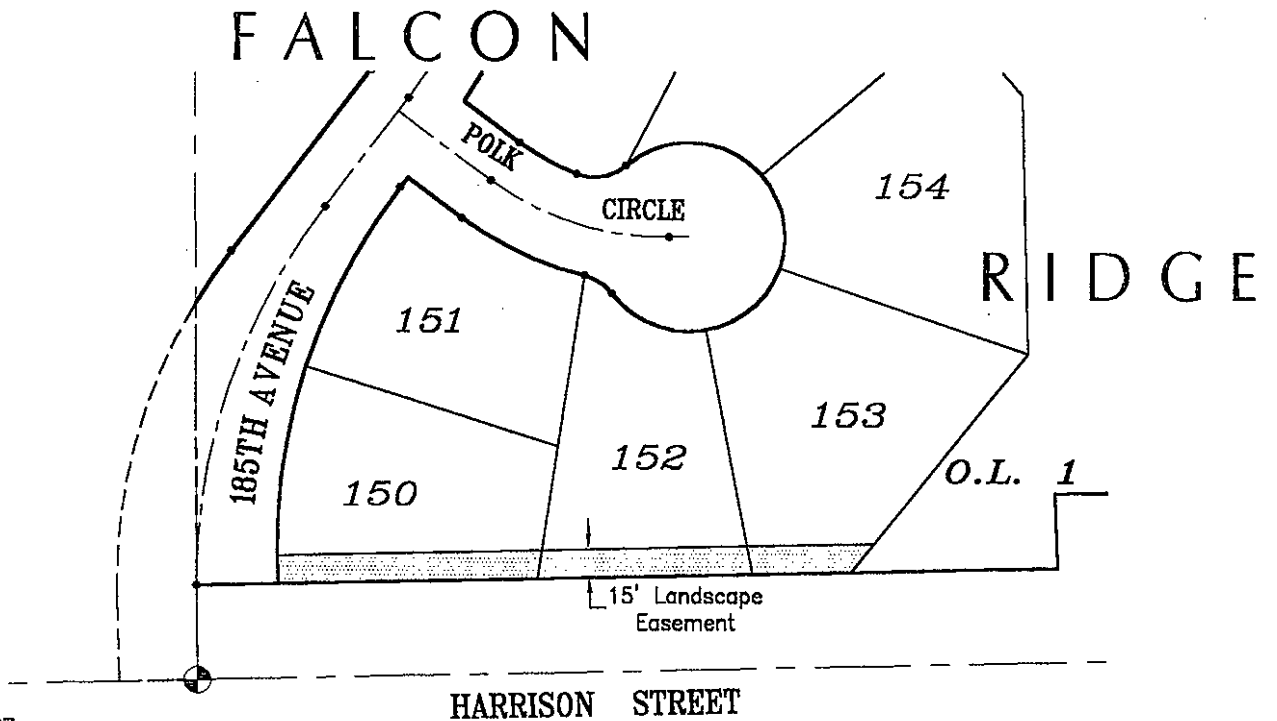 FALCON
POLK
CIRCLE
154
RIDGE
151
185TH AVENUE
153
152
O.L. 1
150
15' Landscape
Easement
HARRISON STREET